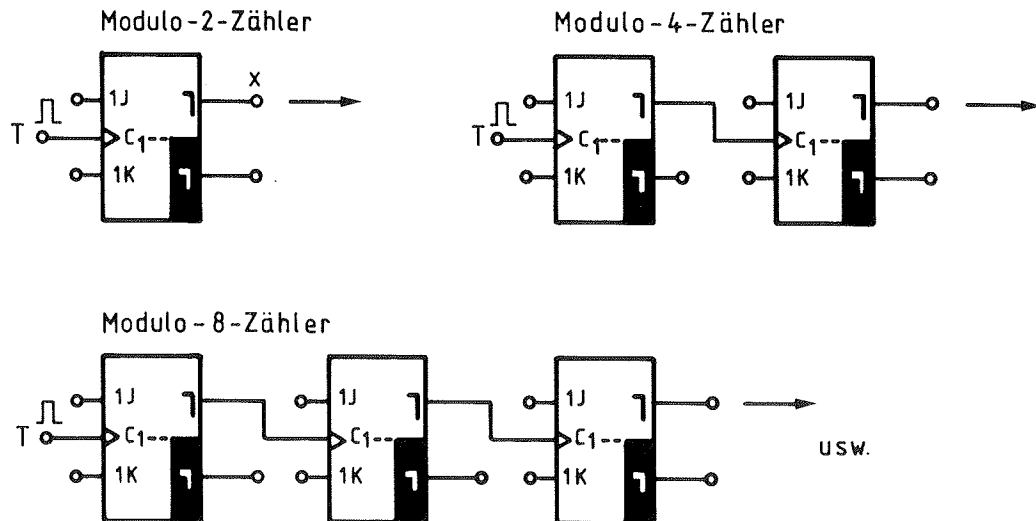 Modulo-2-Zähler
Modulo-4-Zähler
X
1J
T
C1
1K
1J
T
C1
1K
1J
C1
1K
Modulo-8-Zähler
1J
T
C1
1K
1J
C1
1K
1J
C1
1K
usw.